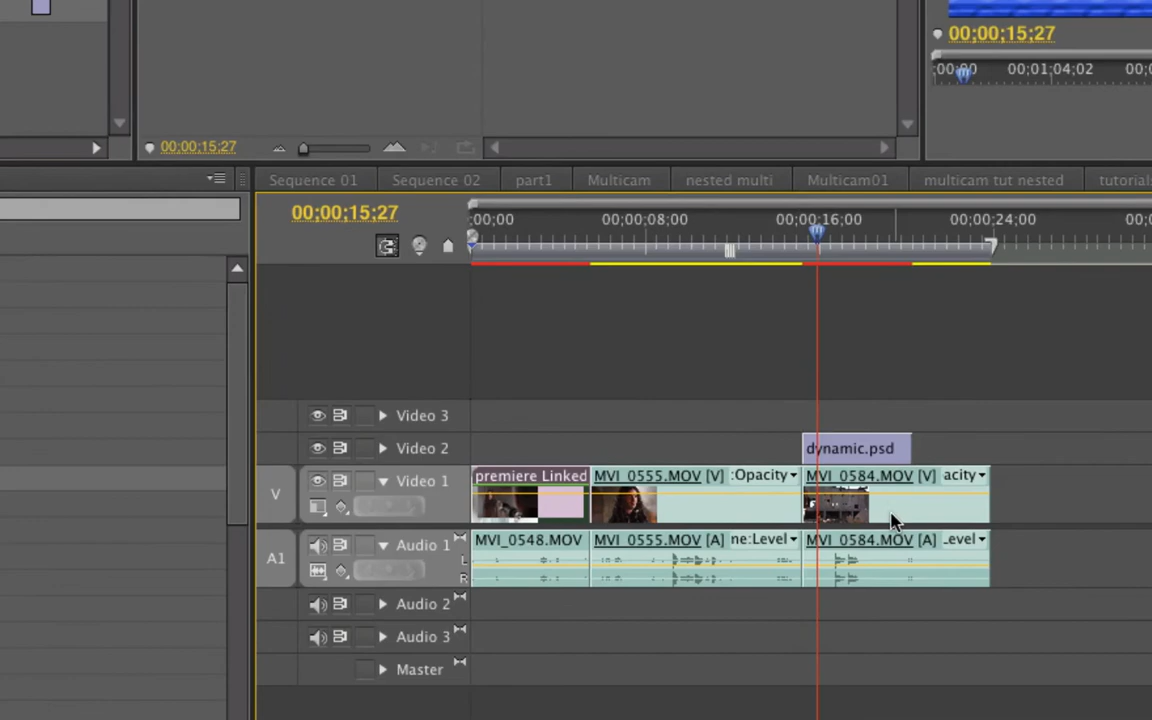 00;00;15;27
;00;00 00;01;04;02 00;
00;00;15;27
Sequence 01 Sequence 02 part1 Multicam nested multi Multicam01 multicam tut nested tutorial
00;00;15;27
;00;00 00;00;08;00 00;00;16;00 00;00;24;00 00;
Video 3
Video 2 dynamic.psd
V Video 1 premiere Linked MVI_0555.MOV [V] :Opacity MVI_0584.MOV [V] acity
A1 Audio 1 L R MVI_0548.MOV MVI_0555.MOV [A] ne:Level MVI_0584.MOV [A] Level
Audio 2
Audio 3
Master